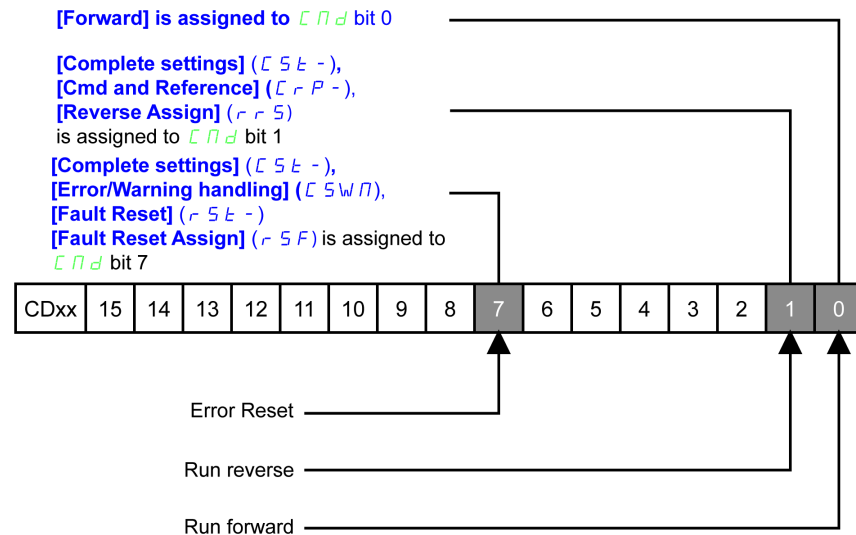 [Forward] is assigned to CMd bit 0
[Complete settings] (CSt-),
[Cmd and Reference] (CrP-),
[Reverse Assign] (rrS)
is assigned to CMd bit 1
[Complete settings] (CSt-),
[Error/Warning handling] (CSWM),
[Fault Reset] (rSt-)
[Fault Reset Assign] (rSF) is assigned to
CMd bit 7
CDxx 15 14 13 12 11 10 9 8 7 6 5 4 3 2 1 0
Error Reset
Run reverse
Run forward